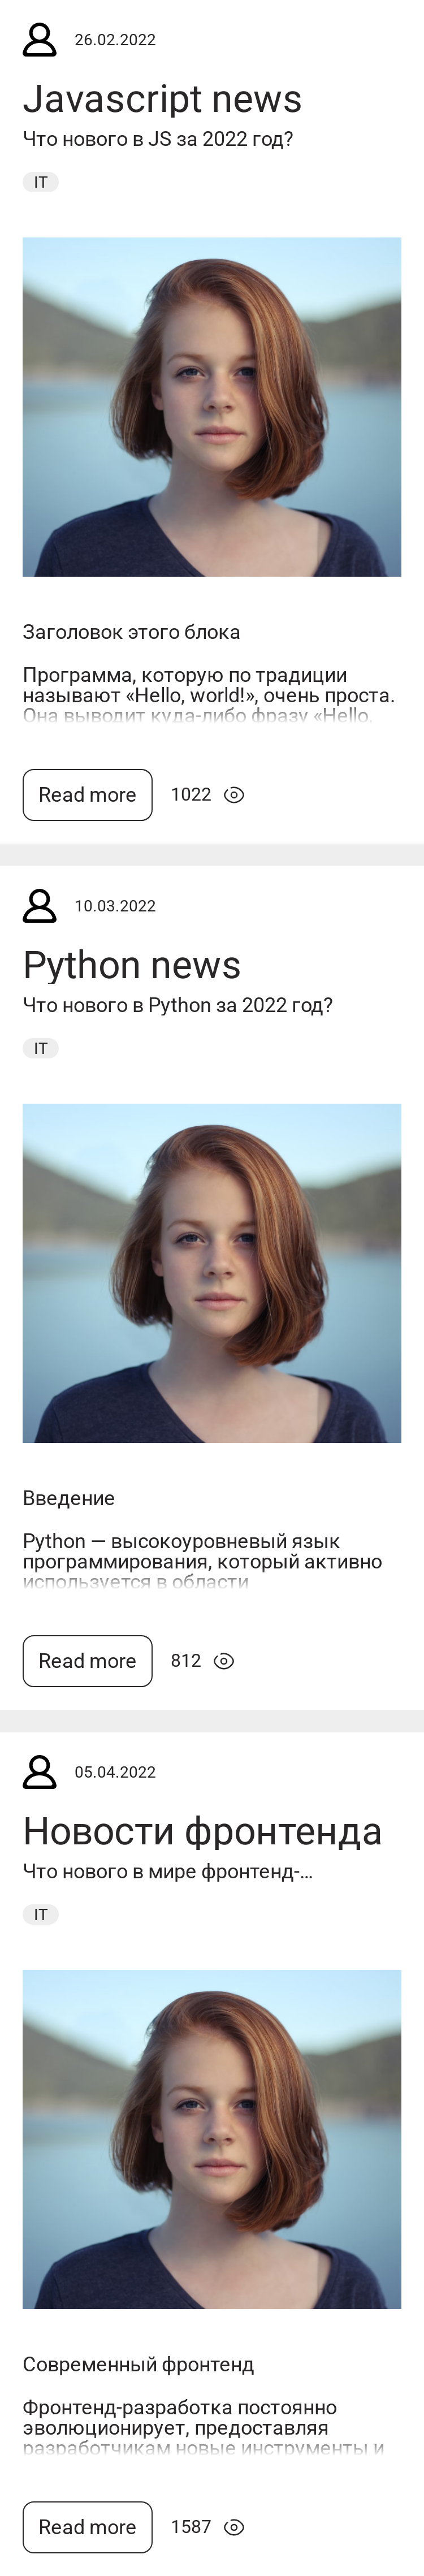 26.02.2022
Javascript news
Что нового в JS за 2022 год?
IT
Заголовок этого блока
Программа, которую по традиции
называют «Hello, world!», очень проста.
Она выводит куда-либо фразу «Hello,
Read more 1022
10.03.2022
Python news
Что нового в Python за 2022 год?
IT
Введение
Python — высокоуровневый язык
программирования, который активно
используется в области
Read more 812
05.04.2022
Новости фронтенда
Что нового в мире фронтенд-...
IT
Современный фронтенд
Фронтенд-разработка постоянно
эволюционирует, предоставляя
разработчикам новые инструменты и
Read more 1587